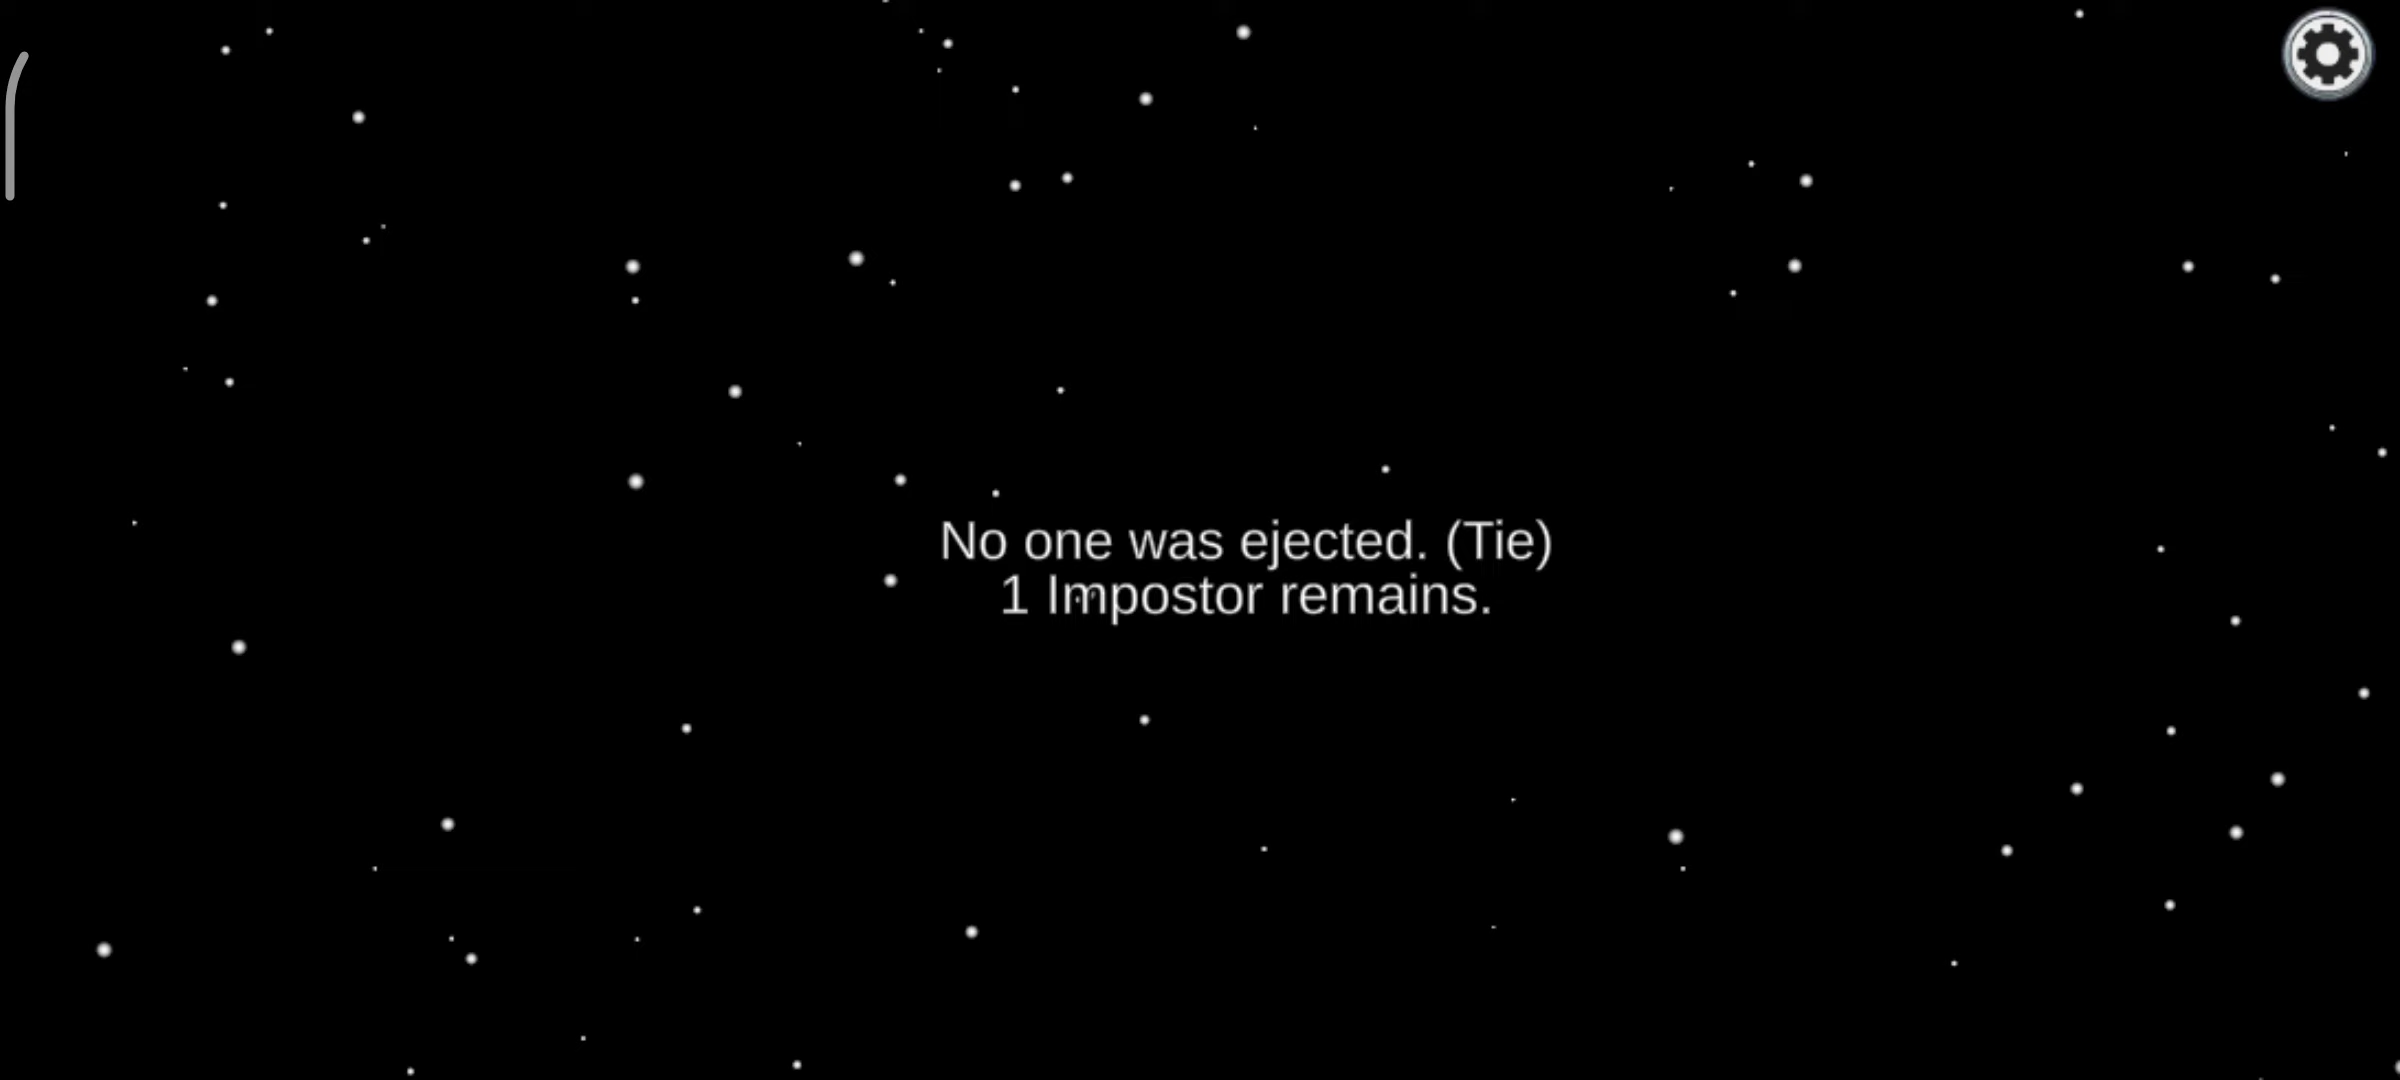 No one was ejected. (Tie)
1 Impostor remains.